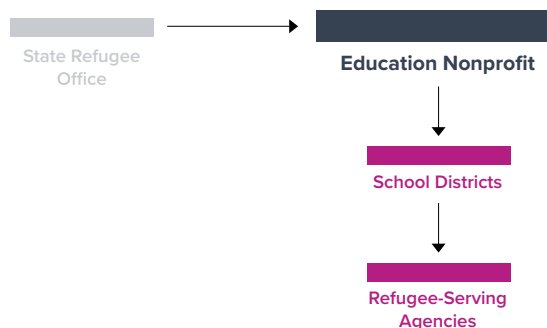 State Refugee
Office
Education Nonprofit
School Districts
Refugee-Serving
Agencies